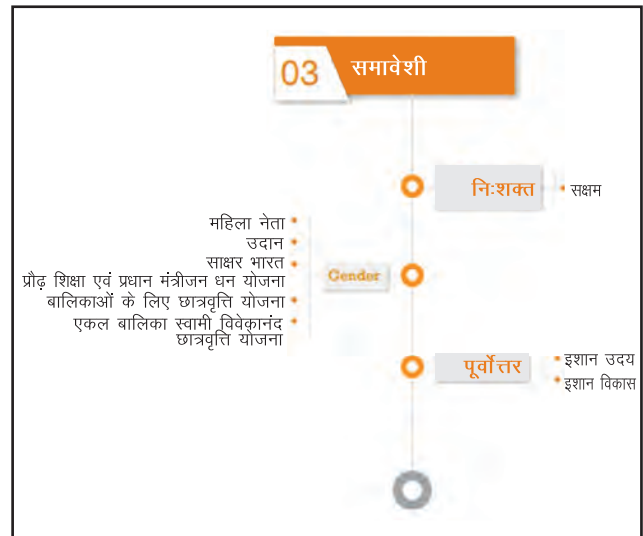 03 समावेशी
निःशक्त
सक्षम
महिला नेता
उदान
साक्षर भारत
प्रौढ़ शिक्षा एवं प्रधान मंत्रीजन धन योजना
बालिकाओं के लिए छात्रवृत्ति योजना
एकल बालिका स्वामी विवेकानंद
छात्रवृत्ति योजना
Gender
पूर्वोत्तर
इशान उदय
इशान विकास